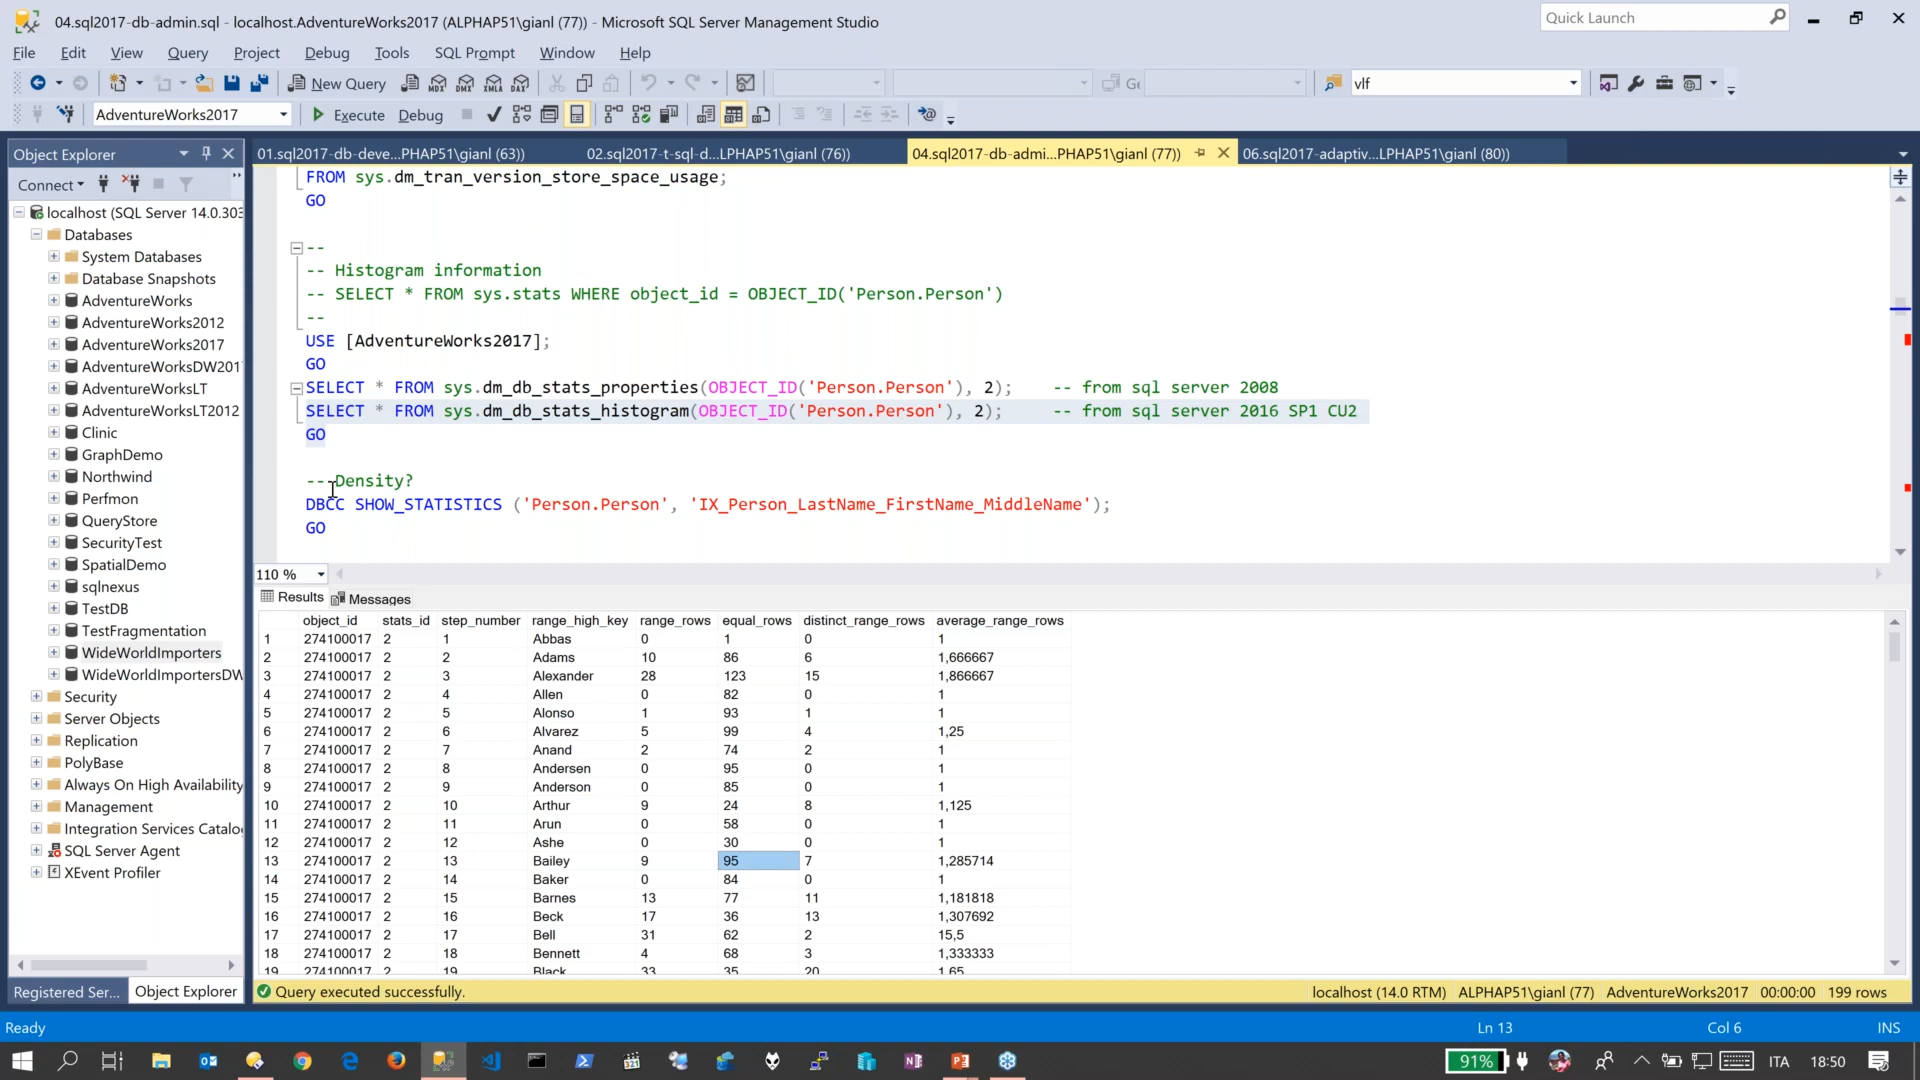 04.sql2017-db-admin.sql - localhost.AdventureWorks2017 (ALPHAP51\gianl (77)) - Microsoft SQL Server Management Studio
Quick Launch
File Edit View Query Project Debug Tools SQL Prompt Window Help
New Query
MDX DMX XMLA DAX
vlf
AdventureWorks2017
Execute Debug
Object Explorer
01.sql2017-db-deve...PHAP51\gianl (63))
02.sql2017-t-sql-d...LPHAP51\gianl (76))
04.sql2017-db-admi...PHAP51\gianl (77))
06.sql2017-adaptiv...LPHAP51\gianl (80))
Connect
localhost (SQL Server 14.0.303
Databases
System Databases
Database Snapshots
AdventureWorks
AdventureWorks2012
AdventureWorks2017
AdventureWorksDW201
AdventureWorksLT
AdventureWorksLT2012
Clinic
GraphDemo
Northwind
Perfmon
QueryStore
SecurityTest
SpatialDemo
sqlnexus
TestDB
TestFragmentation
WideWorldImporters
WideWorldImportersDW
Security
Server Objects
Replication
PolyBase
Always On High Availability
Management
Integration Services Catalo
SQL Server Agent
XEvent Profiler
Registered Ser... Object Explorer
FROM sys.dm_tran_version_store_space_usage;
GO
--
-- Histogram information
-- SELECT * FROM sys.stats WHERE object_id = OBJECT_ID('Person.Person')
--
USE [AdventureWorks2017];
GO
SELECT * FROM sys.dm_db_stats_properties(OBJECT_ID('Person.Person'), 2); -- from sql server 2008
SELECT * FROM sys.dm_db_stats_histogram(OBJECT_ID('Person.Person'), 2); -- from sql server 2016 SP1 CU2
GO
-- Density?
DBCC SHOW_STATISTICS ('Person.Person', 'IX_Person_LastName_FirstName_MiddleName');
GO
110 %
Results Messages
object_id stats_id step_number range_high_key range_rows equal_rows distinct_range_rows average_range_rows
1 274100017 2 1 Abbas 0 1 0 1
2 274100017 2 2 Adams 10 86 6 1,666667
3 274100017 2 3 Alexander 28 123 15 1,866667
4 274100017 2 4 Allen 0 82 0 1
5 274100017 2 5 Alonso 1 93 1 1
6 274100017 2 6 Alvarez 5 99 4 1,25
7 274100017 2 7 Anand 2 74 2 1
8 274100017 2 8 Andersen 0 95 0 1
9 274100017 2 9 Anderson 0 85 0 1
10 274100017 2 10 Arthur 9 24 8 1,125
11 274100017 2 11 Arun 0 58 0 1
12 274100017 2 12 Ashe 0 30 0 1
13 274100017 2 13 Bailey 9 95 7 1,285714
14 274100017 2 14 Baker 0 84 0 1
15 274100017 2 15 Barnes 13 77 11 1,181818
16 274100017 2 16 Beck 17 36 13 1,307692
17 274100017 2 17 Bell 31 62 2 15,5
18 274100017 2 18 Bennett 4 68 3 1,333333
19 274100017 2 19 Black 33 35 20 1,65
Query executed successfully.
localhost (14.0 RTM) ALPHAP51\gianl (77) AdventureWorks2017 00:00:00 199 rows
Ready
Ln 13 Col 6 INS
91% ITA 18:50